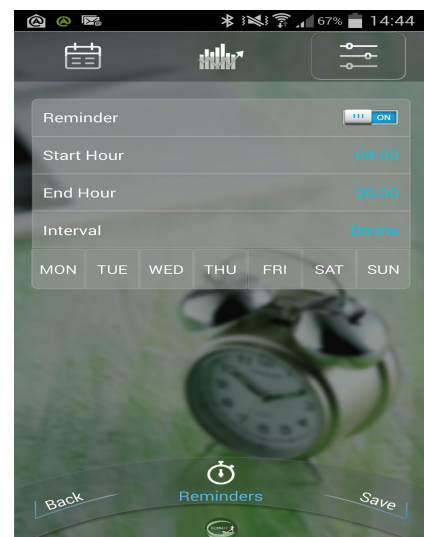 67% 14:44
Reminder ON
Start Hour 08:00
End Hour 20:00
Interval 0mins
MON TUE WED THU FRI SAT SUN
Back Reminders Save